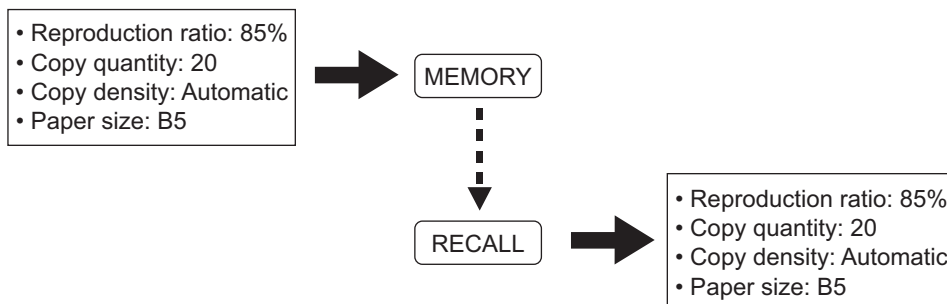 • Reproduction ratio: 85%
• Copy quantity: 20
• Copy density: Automatic
• Paper size: B5
MEMORY
RECALL
• Reproduction ratio: 85%
• Copy quantity: 20
• Copy density: Automatic
• Paper size: B5